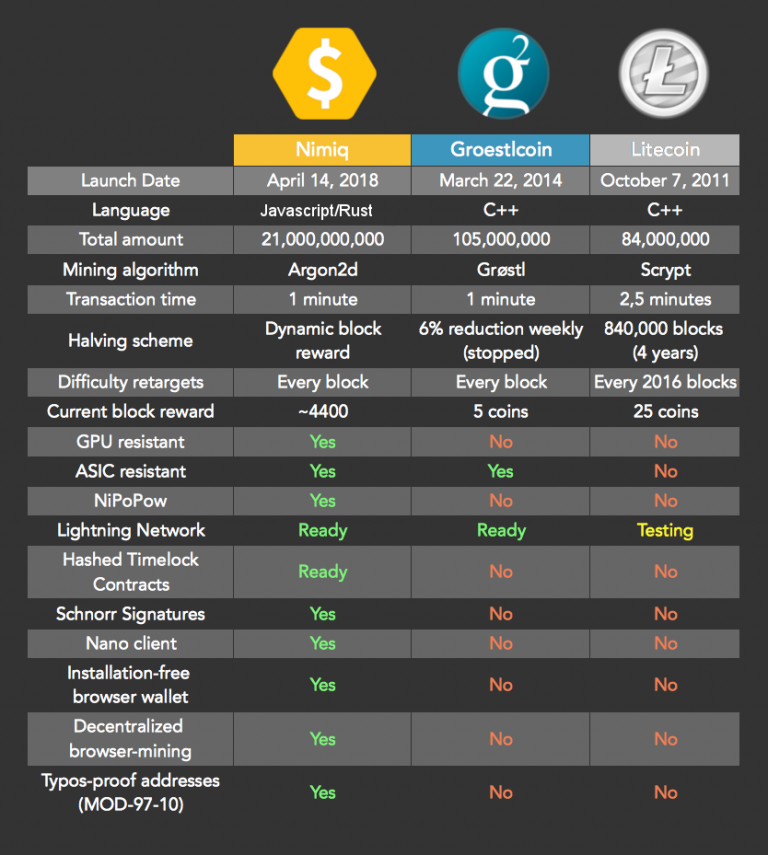 $
g2
Ł
Nimiq Groestlcoin Litecoin
Launch Date April 14, 2018 March 22, 2014 October 7, 2011
Language Javascript/Rust C++ C++
Total amount 21,000,000,000 105,000,000 84,000,000
Mining algorithm Argon2d Grøstl Scrypt
Transaction time 1 minute 1 minute 2,5 minutes
Halving scheme Dynamic block reward 6% reduction weekly (stopped) 840,000 blocks (4 years)
Difficulty retargets Every block Every block Every 2016 blocks
Current block reward ~4400 5 coins 25 coins
GPU resistant Yes No No
ASIC resistant Yes Yes No
NiPoPow Yes No No
Lightning Network Ready Ready Testing
Hashed Timelock Contracts Ready No No
Schnorr Signatures Yes No No
Nano client Yes No No
Installation-free browser wallet Yes No No
Decentralized browser-mining Yes No No
Typos-proof addresses (MOD-97-10) Yes No No